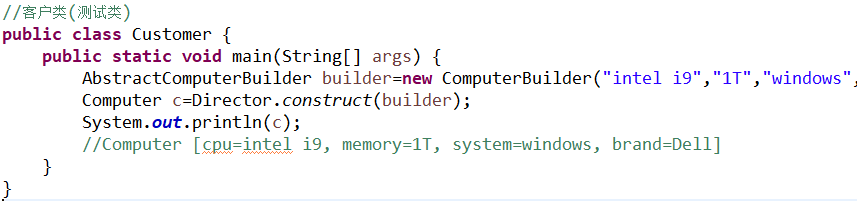 //客户类(测试类)
public class Customer {
public static void main(String[] args) {
AbstractComputerBuilder builder=new ComputerBuilder("intel i9","1T","windows",
Computer c=Director.construct(builder);
System.out.println(c);
//Computer [cpu=intel i9, memory=1T, system=windows, brand=Dell]
}
}